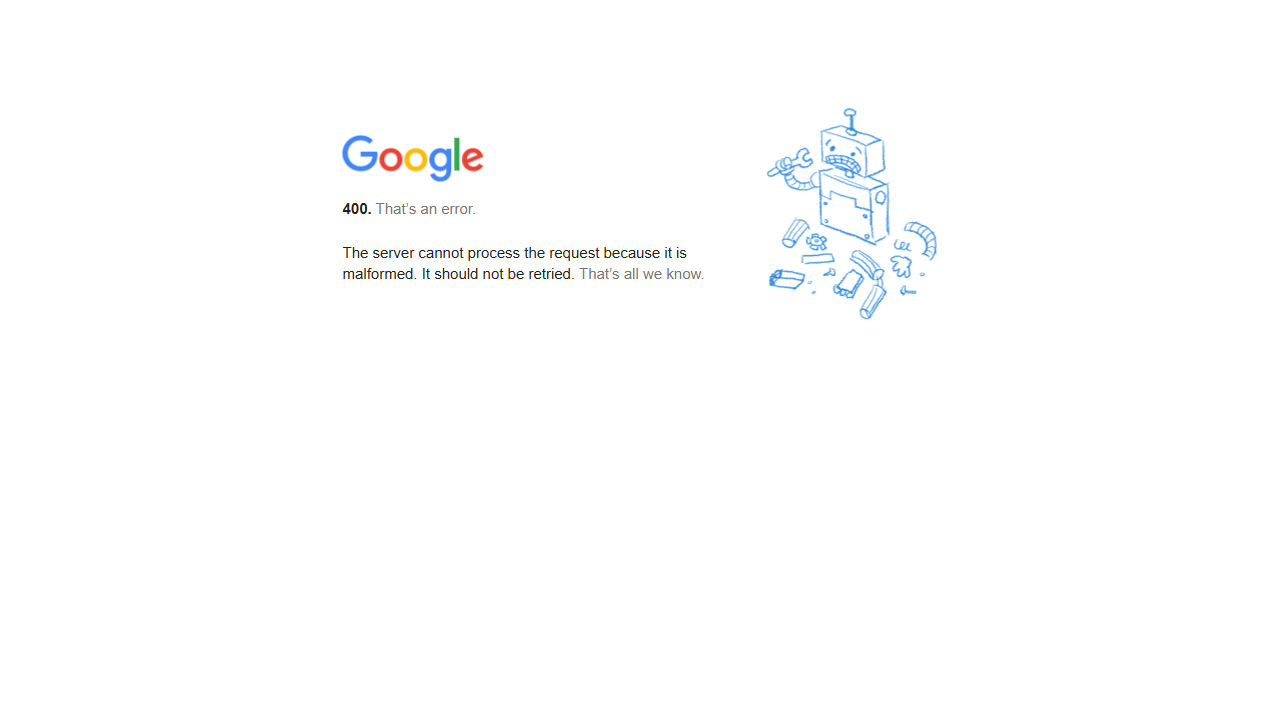 Google
400. That’s an error.
The server cannot process the request because it is
malformed. It should not be retried. That’s all we know.